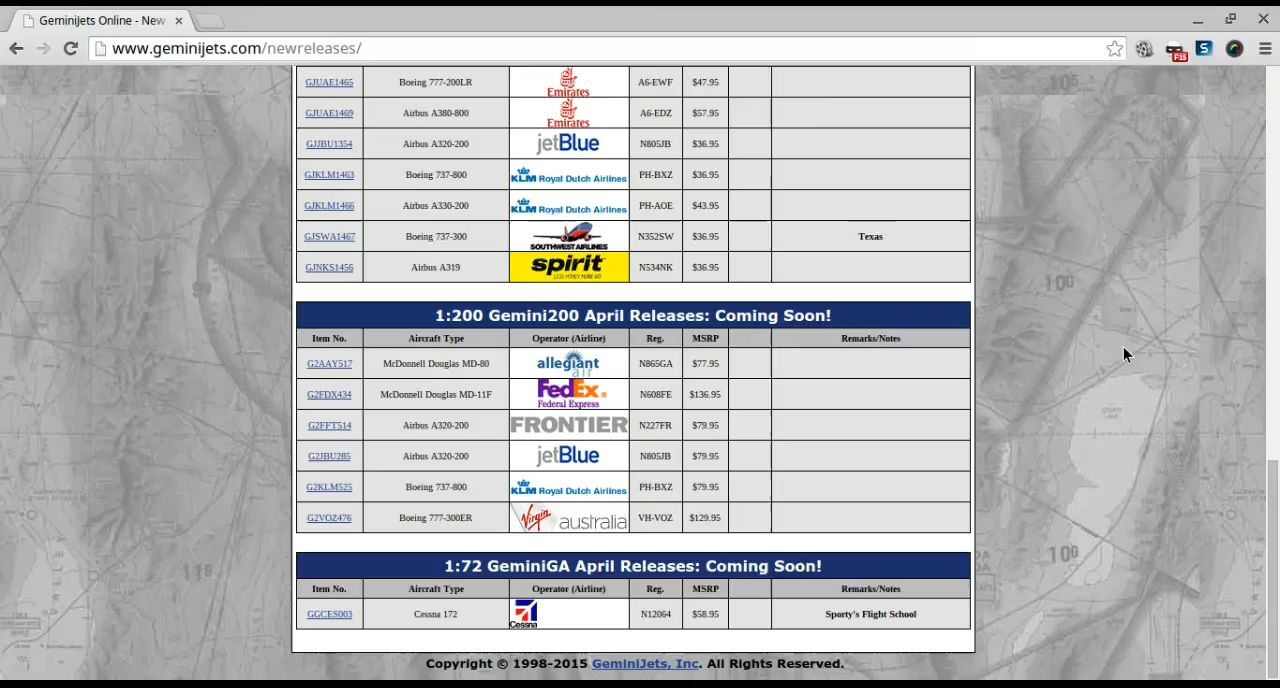 GeminiJets Online - New
www.geminijets.com/newreleases/
GJUAE1465 Boeing 777-200LR Emirates A6-EWF $47.95
GJUAE1469 Airbus A380-800 Emirates A6-EDZ $57.95
GJJBU1354 Airbus A320-200 jetBlue N805JB $36.95
GJKLM1463 Boeing 737-800 KLM Royal Dutch Airlines PH-BXZ $36.95
GJKLM1466 Airbus A330-200 KLM Royal Dutch Airlines PH-AOE $43.95
GJSWA1467 Boeing 737-300 SOUTHWEST AIRLINES N352SW $36.95 Texas
GJNKS1456 Airbus A319 spirit LESS MONEY. MORE GO. N534NK $36.95
1:200 Gemini200 April Releases: Coming Soon!
Item No. Aircraft Type Operator (Airline) Reg. MSRP Remarks/Notes
G2AAY517 McDonnell Douglas MD-80 allegiant air N865GA $77.95
G2FDX434 McDonnell Douglas MD-11F FedEx Federal Express N608FE $136.95
G2FFT514 Airbus A320-200 FRONTIER N227FR $79.95
G2JBU285 Airbus A320-200 jetBlue N805JB $79.95
G2KLM525 Boeing 737-800 KLM Royal Dutch Airlines PH-BXZ $79.95
G2VOZ476 Boeing 777-300ER Virgin australia VH-VOZ $129.95
1:72 GeminiGA April Releases: Coming Soon!
Item No. Aircraft Type Operator (Airline) Reg. MSRP Remarks/Notes
GGCES003 Cessna 172 Cessna N12064 $58.95 Sporty's Flight School
Copyright © 1998-2015 GeminiJets, Inc. All Rights Reserved.